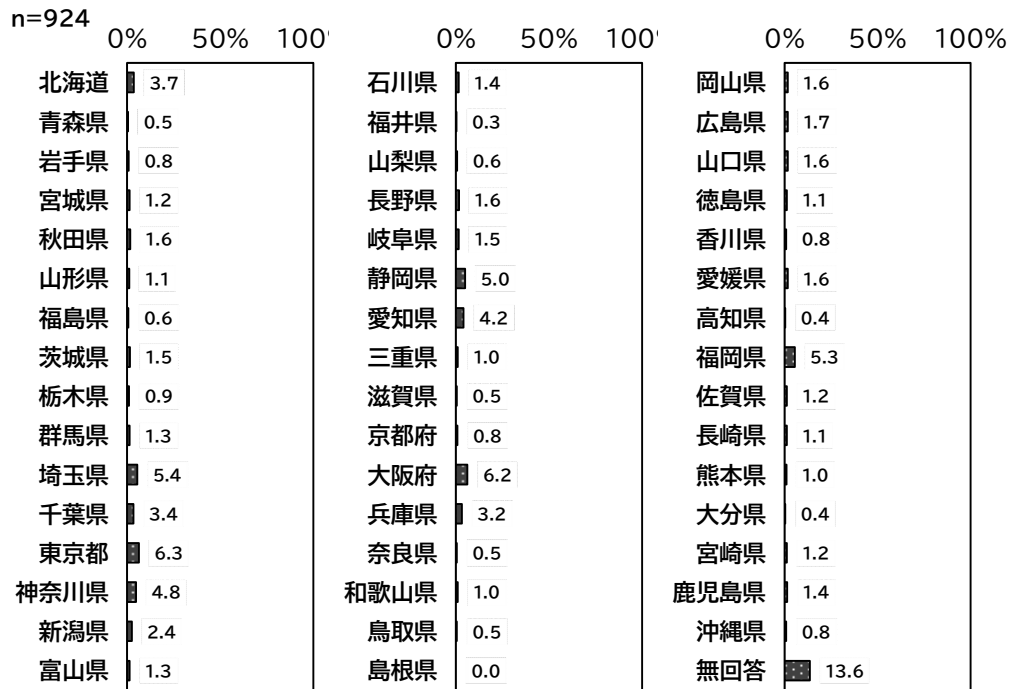 n=924
0% 50% 100% 0% 50% 100% 0% 50% 100%
北海道 3.7 石川県 1.4 岡山県 1.6
青森県 0.5 福井県 0.3 広島県 1.7
岩手県 0.8 山梨県 0.6 山口県 1.6
宮城県 1.2 長野県 1.6 徳島県 1.1
秋田県 1.6 岐阜県 1.5 香川県 0.8
山形県 1.1 静岡県 5.0 愛媛県 1.6
福島県 0.6 愛知県 4.2 高知県 0.4
茨城県 1.5 三重県 1.0 福岡県 5.3
栃木県 0.9 滋賀県 0.5 佐賀県 1.2
群馬県 1.3 京都府 0.8 長崎県 1.1
埼玉県 5.4 大阪府 6.2 熊本県 1.0
千葉県 3.4 兵庫県 3.2 大分県 0.4
東京都 6.3 奈良県 0.5 宮崎県 1.2
神奈川県 4.8 和歌山県 1.0 鹿児島県 1.4
新潟県 2.4 鳥取県 0.5 沖縄県 0.8
富山県 1.3 島根県 0.0 無回答 13.6